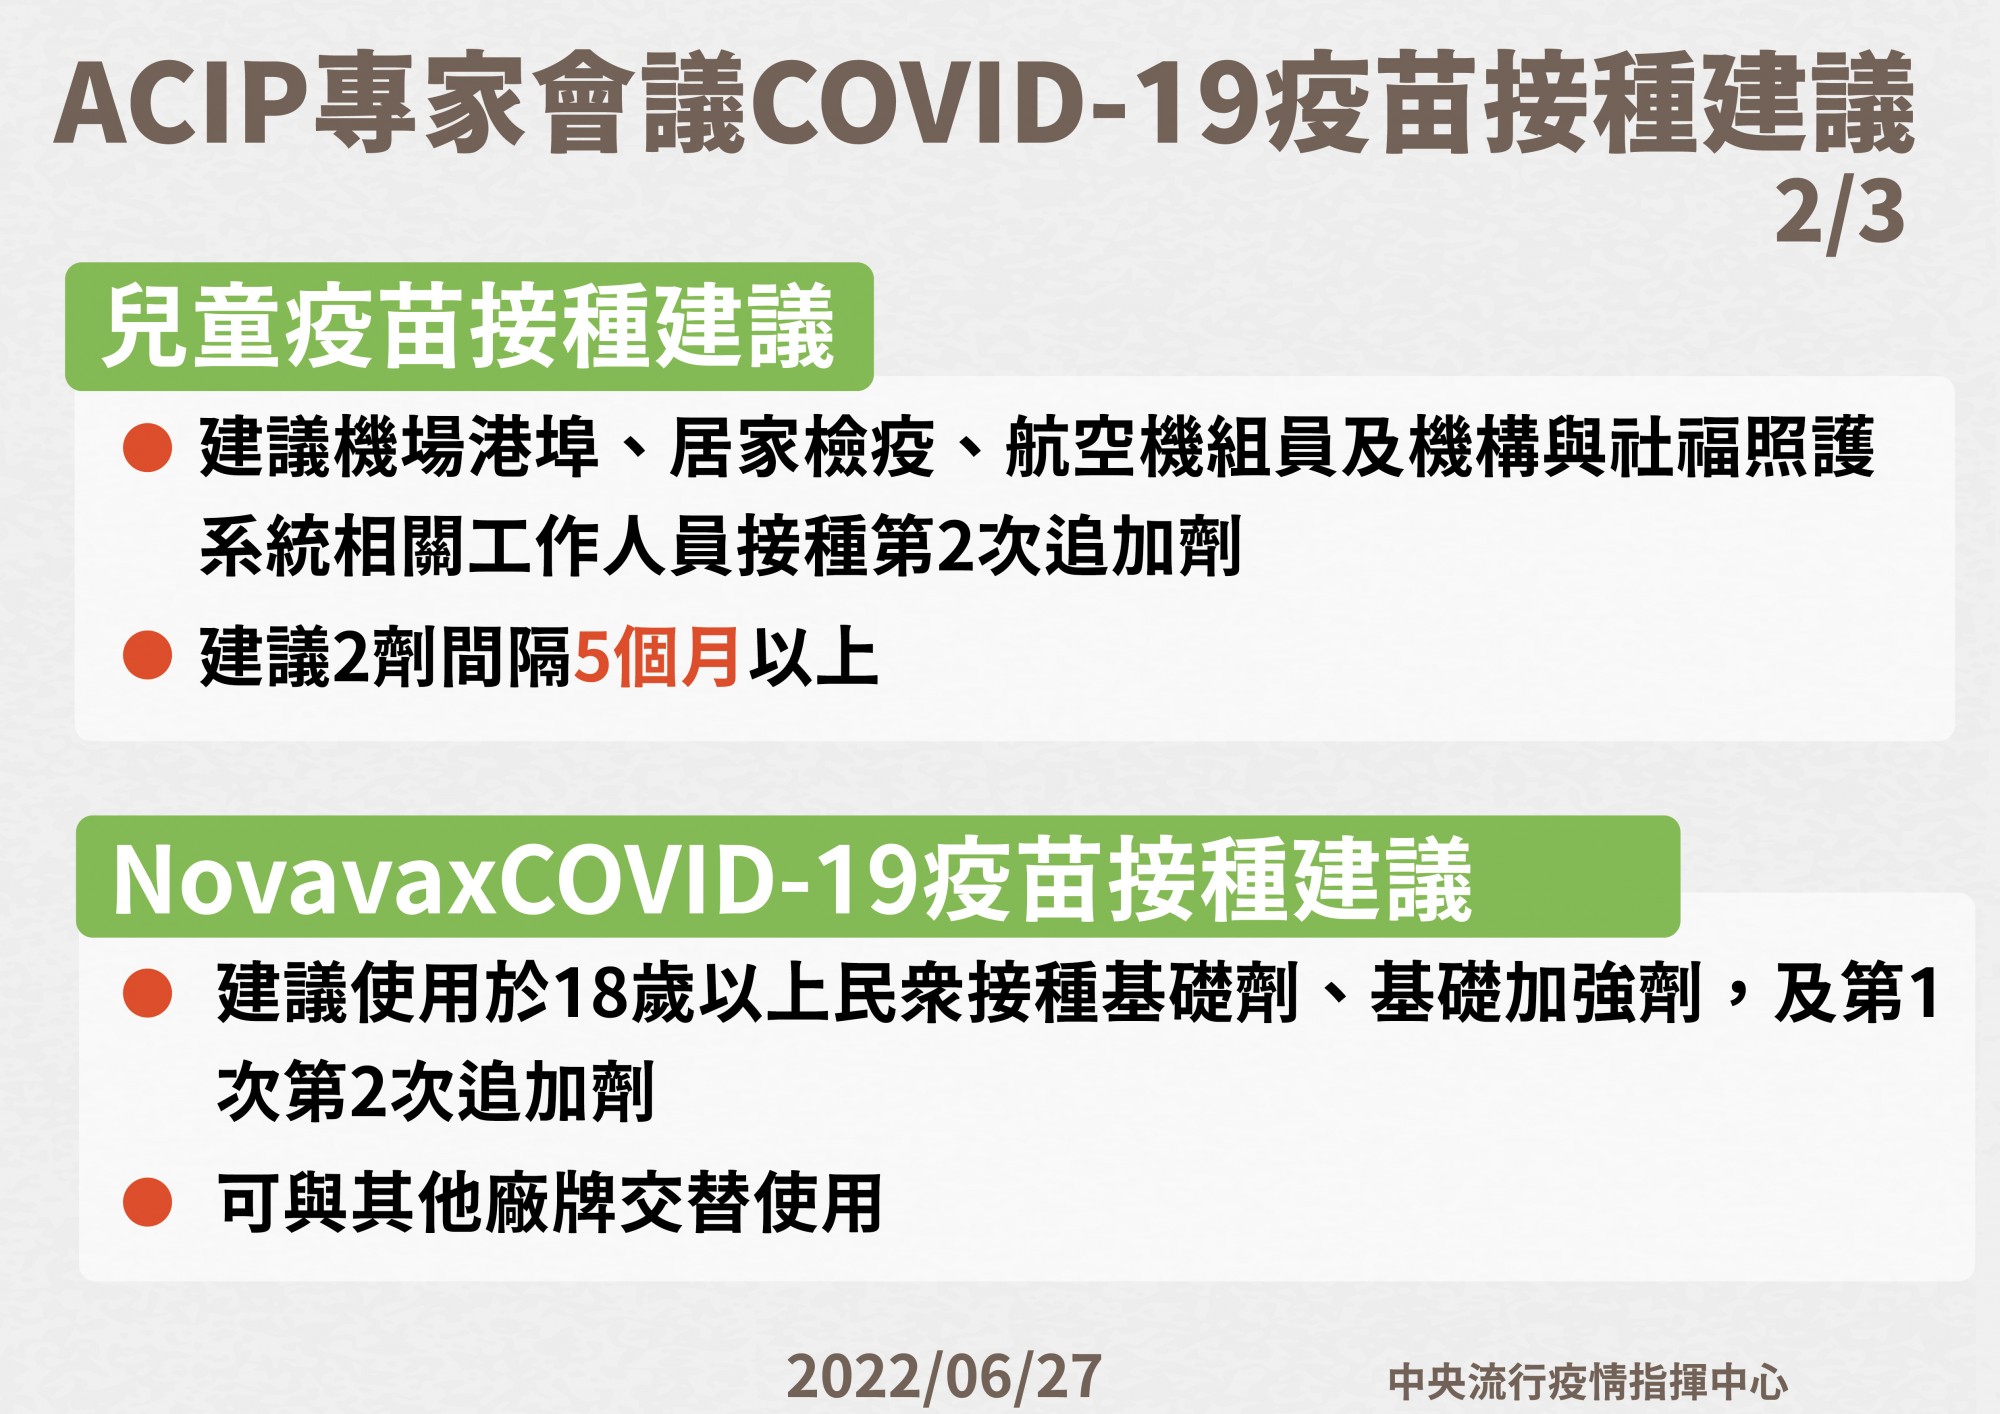 ACIP專家會議COVID-19疫苗接種建議
2/3
兒童疫苗接種建議
建議機場港埠、居家檢疫、航空機組員及機構與社福照護
系統相關工作人員接種第2次追加劑
建議2劑間隔5個月以上
NovavaxCOVID-19疫苗接種建議
建議使用於18歲以上民眾接種基礎劑、基礎加強劑，及第1
次第2次追加劑
可與其他廠牌交替使用
2022/06/27
中央流行疫情指揮中心